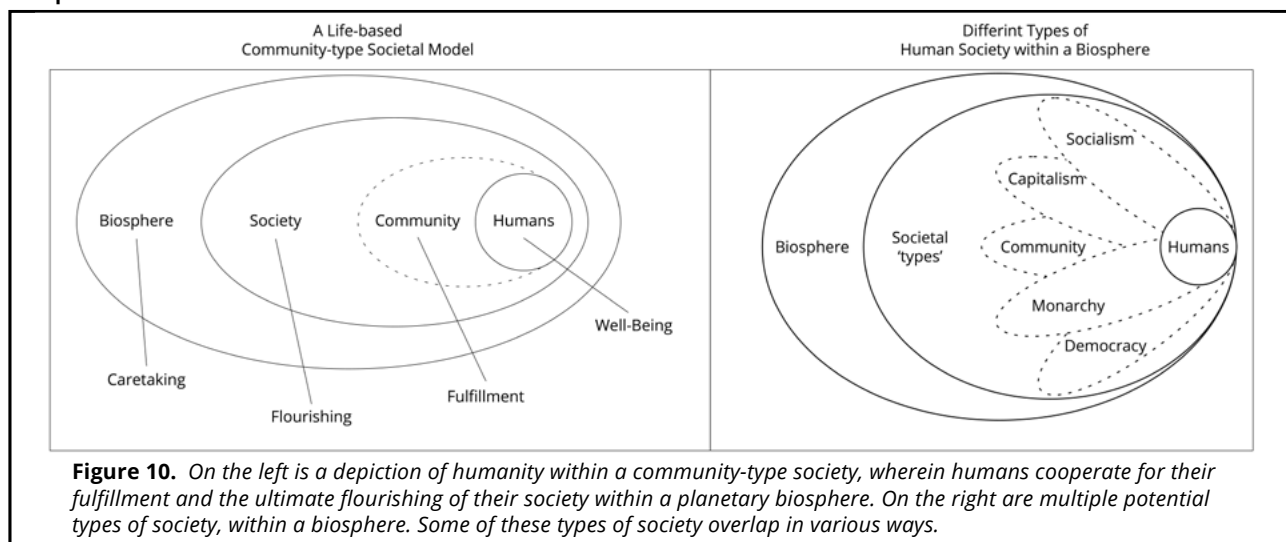 A Life-based
Community-type Societal Model
Biosphere
Society
Community
Humans
Well-Being
Caretaking
Fulfillment
Flourishing
Differint Types of
Human Society within a Biosphere
Socialism
Capitalism
Biosphere
Societal
'types'
Community
Humans
Monarchy
Democracy
Figure 10. On the left is a depiction of humanity within a community-type society, wherein humans cooperate for their
fulfillment and the ultimate flourishing of their society within a planetary biosphere. On the right are multiple potential
types of society, within a biosphere. Some of these types of society overlap in various ways.